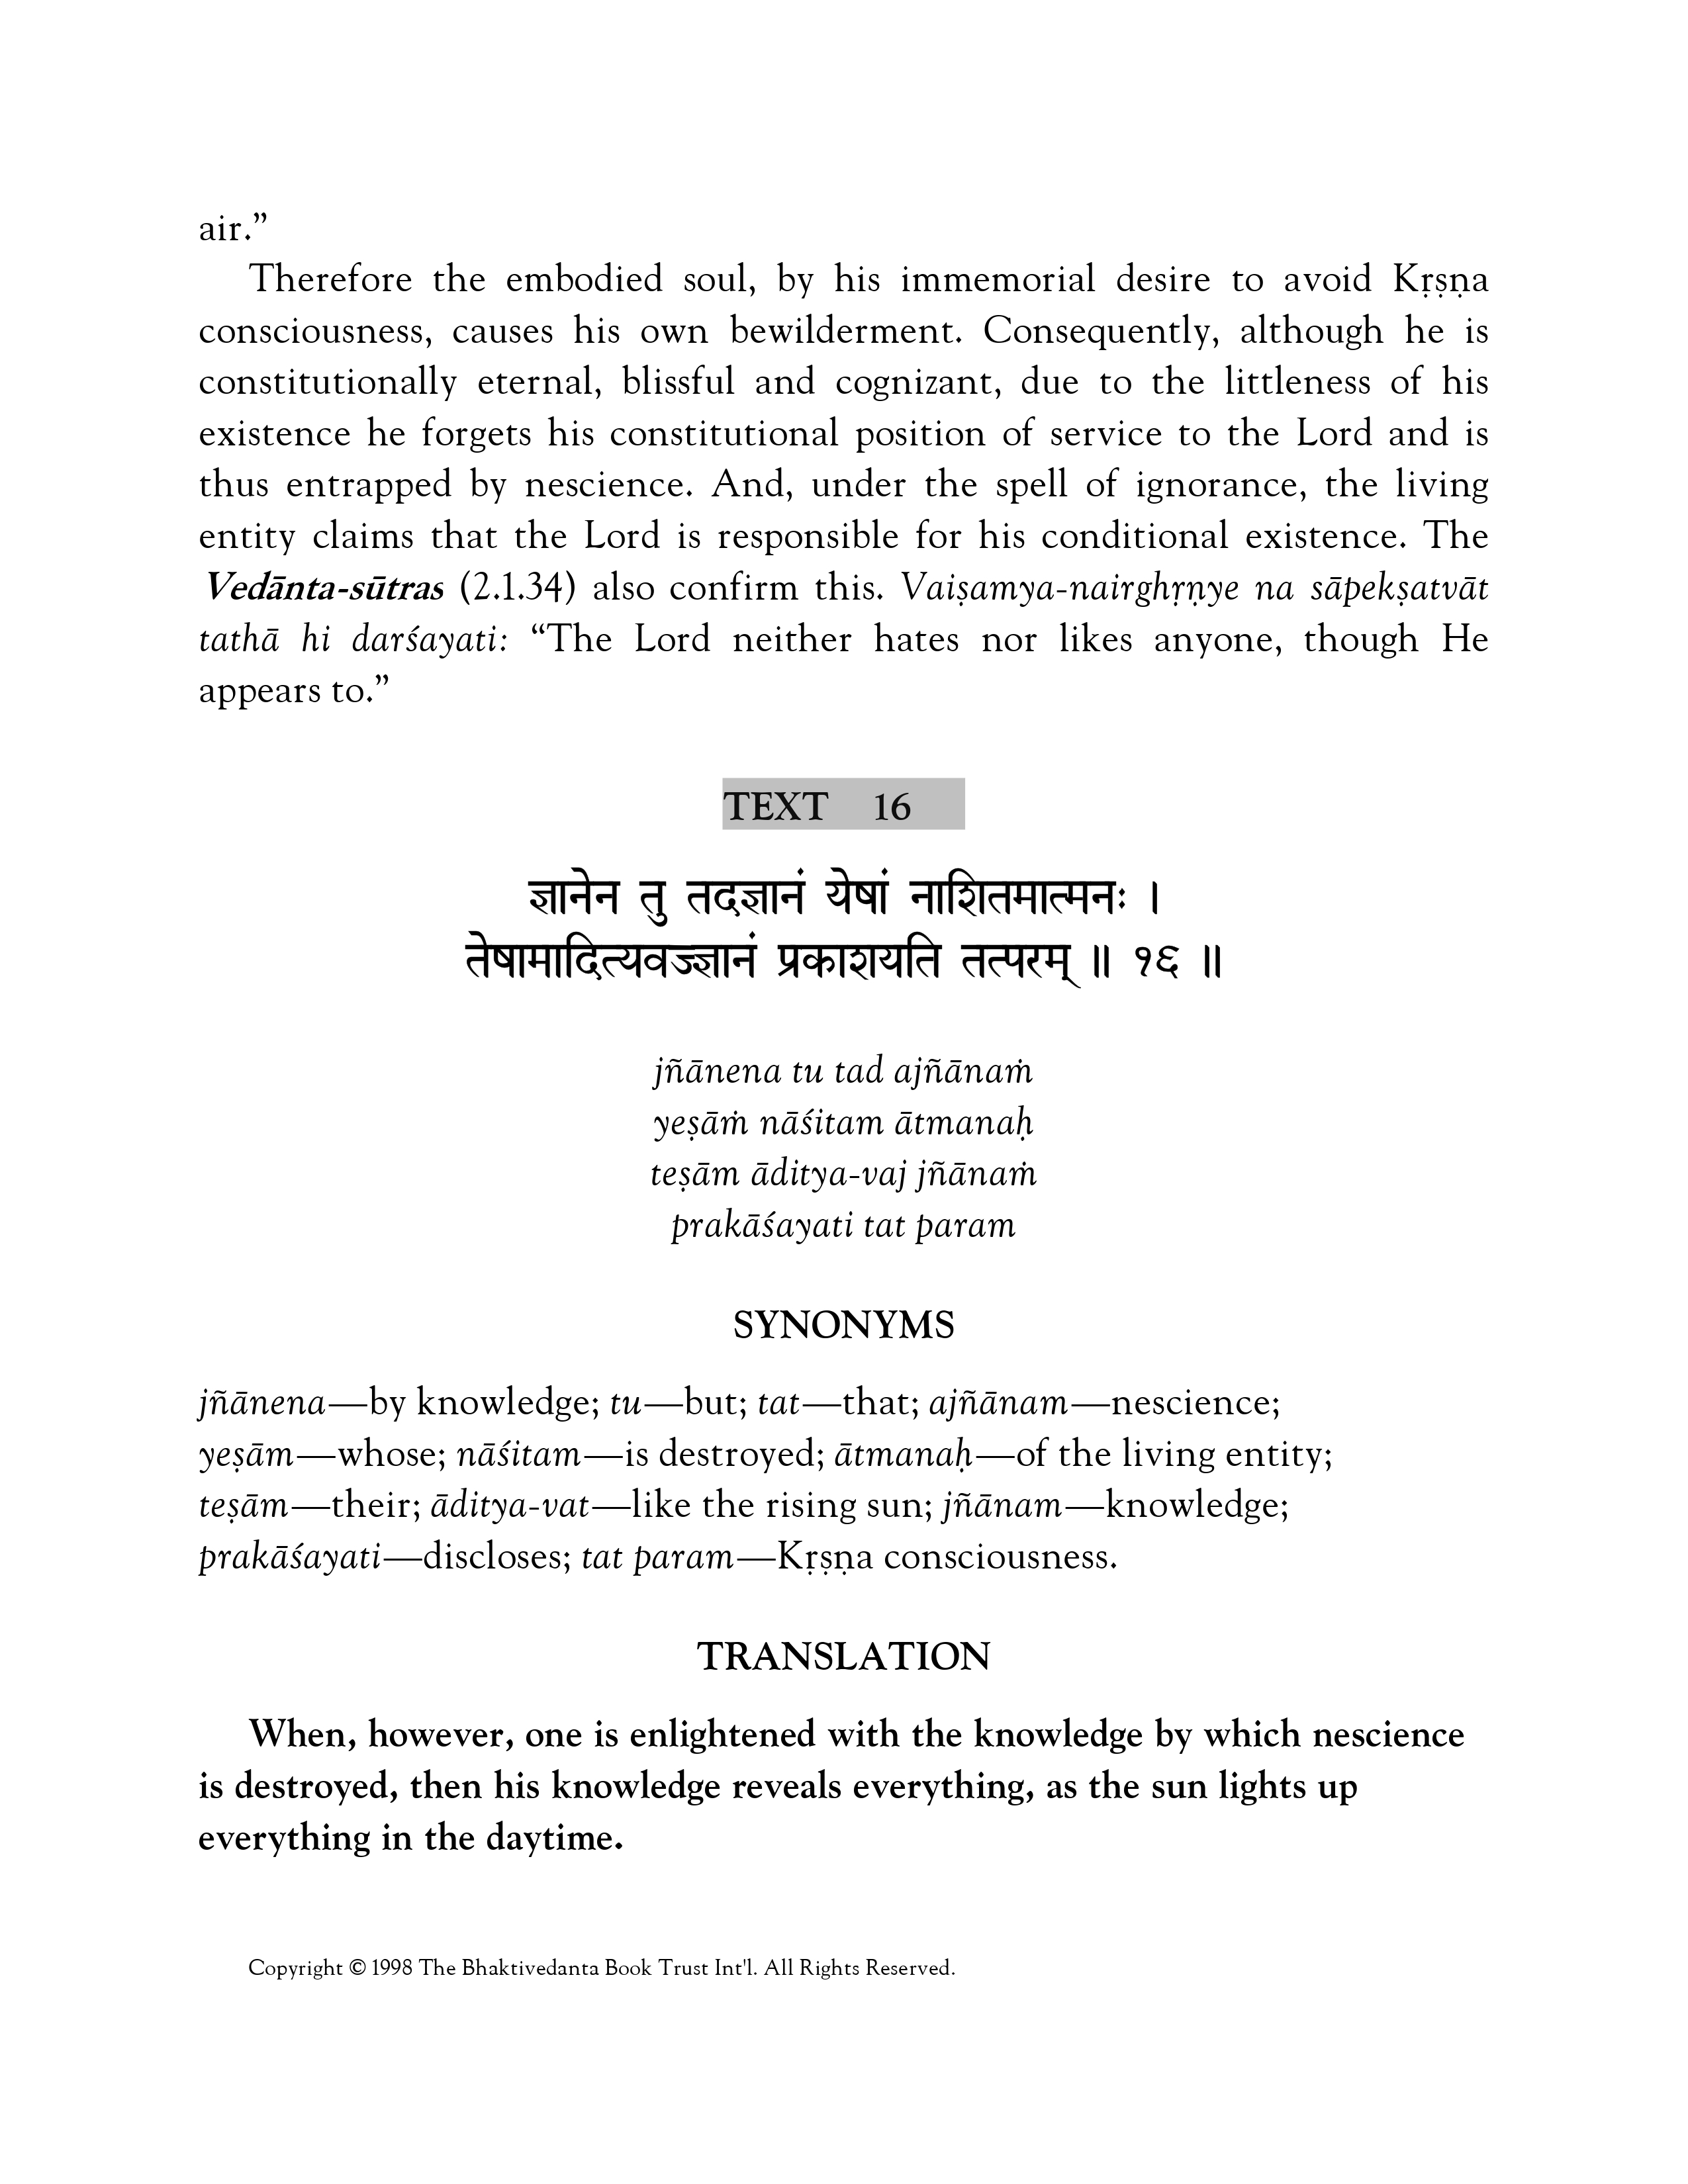 air.”
Therefore the embodied soul, by his immemorial desire to avoid Kṛṣṇa
consciousness, causes his own bewilderment. Consequently, although he is
constitutionally eternal, blissful and cognizant, due to the littleness of his
existence he forgets his constitutional position of service to the Lord and is
thus entrapped by nescience. And, under the spell of ignorance, the living
entity claims that the Lord is responsible for his conditional existence. The
Vedānta-sūtras (2.1.34) also confirm this. Vaiṣamya-nairghṛṇye na sāpekṣatvāt
tathā hi darśayati: “The Lord neither hates nor likes anyone, though He
appears to.”
TEXT 16
ज्ञानेन तु तदज्ञानं येषां नाशितमात्मनः ।
तेषामादित्यवज्ज्ञानं प्रकाशयति तत्परम् ॥ १६ ॥
jñānena tu tad ajñānaṁ
yeṣāṁ nāśitam ātmanaḥ
teṣām āditya-vaj jñānaṁ
prakāśayati tat param
SYNONYMS
jñānena—by knowledge; tu—but; tat—that; ajñānam—nescience;
yeṣām—whose; nāśitam—is destroyed; ātmanaḥ—of the living entity;
teṣām—their; āditya-vat—like the rising sun; jñānam—knowledge;
prakāśayati—discloses; tat param—Kṛṣṇa consciousness.
TRANSLATION
When, however, one is enlightened with the knowledge by which nescience
is destroyed, then his knowledge reveals everything, as the sun lights up
everything in the daytime.
Copyright © 1998 The Bhaktivedanta Book Trust Int'l. All Rights Reserved.